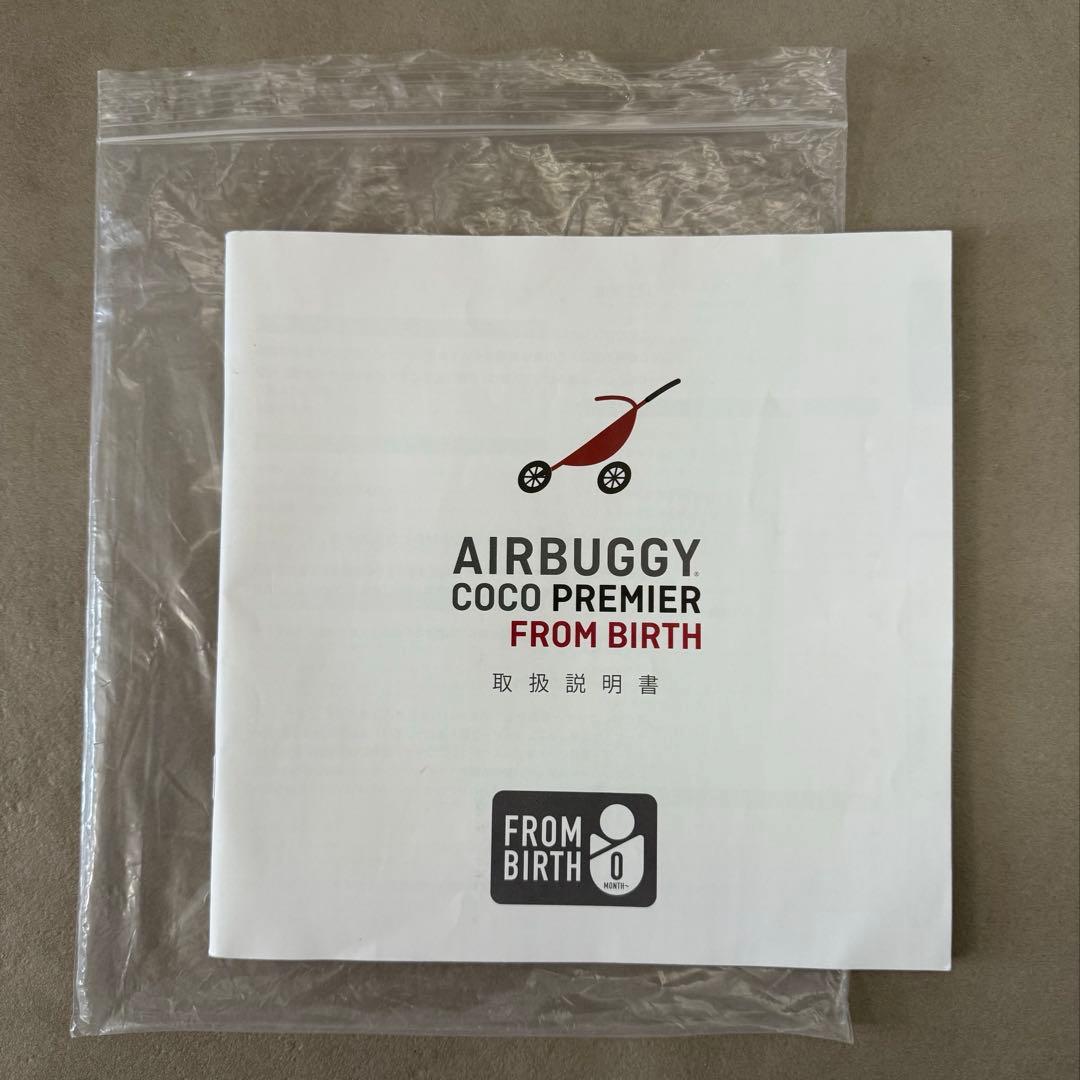 AIRBUGGY®
COCO PREMIER
FROM BIRTH
取扱説明書
FROM
BIRTH
0
MONTH~